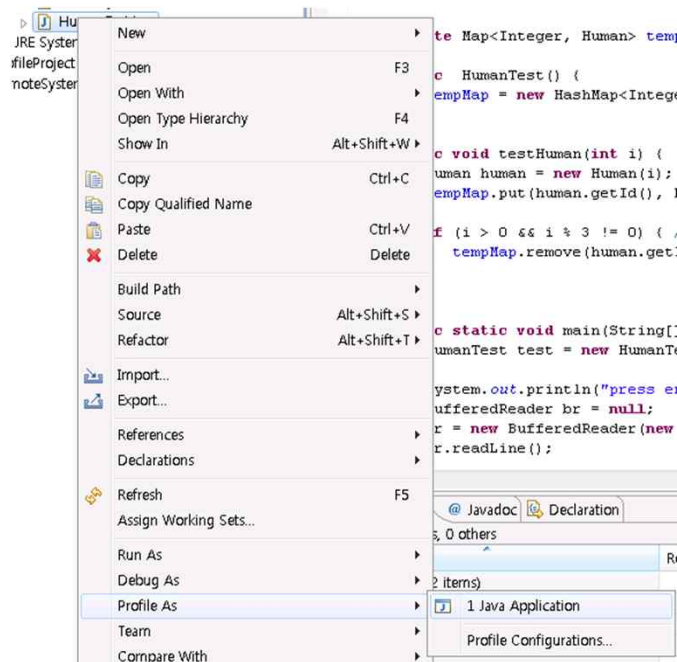 Hu
JRE System
ofileProject
moteSystem
New
Open F3
Open With
Open Type Hierarchy F4
Show In Alt+Shift+W
Copy Ctrl+C
Copy Qualified Name
Paste Ctrl+V
Delete Delete
Build Path
Source Alt+Shift+S
Refactor Alt+Shift+T
Import...
Export...
References
Declarations
Refresh F5
Assign Working Sets...
Run As
Debug As
Profile As
Team
Compare With
1 Java Application
Profile Configurations...
te Map<Integer, Human> temp
c HumanTest() {
empMap = new HashMap<Intege
c void testHuman(int i) {
uman human = new Human(i);
empMap.put(human.getId(),
f (i > 0 && i % 3 != 0) { /
tempMap.remove(human.getI
c static void main(String[]
umanTest test = new HumanTe
ystem.out.println("press en
ufferedReader br = null;
r = new BufferedReader(new
r.readLine();
@ Javadoc Declaration
s, 0 others
Re
2 items)